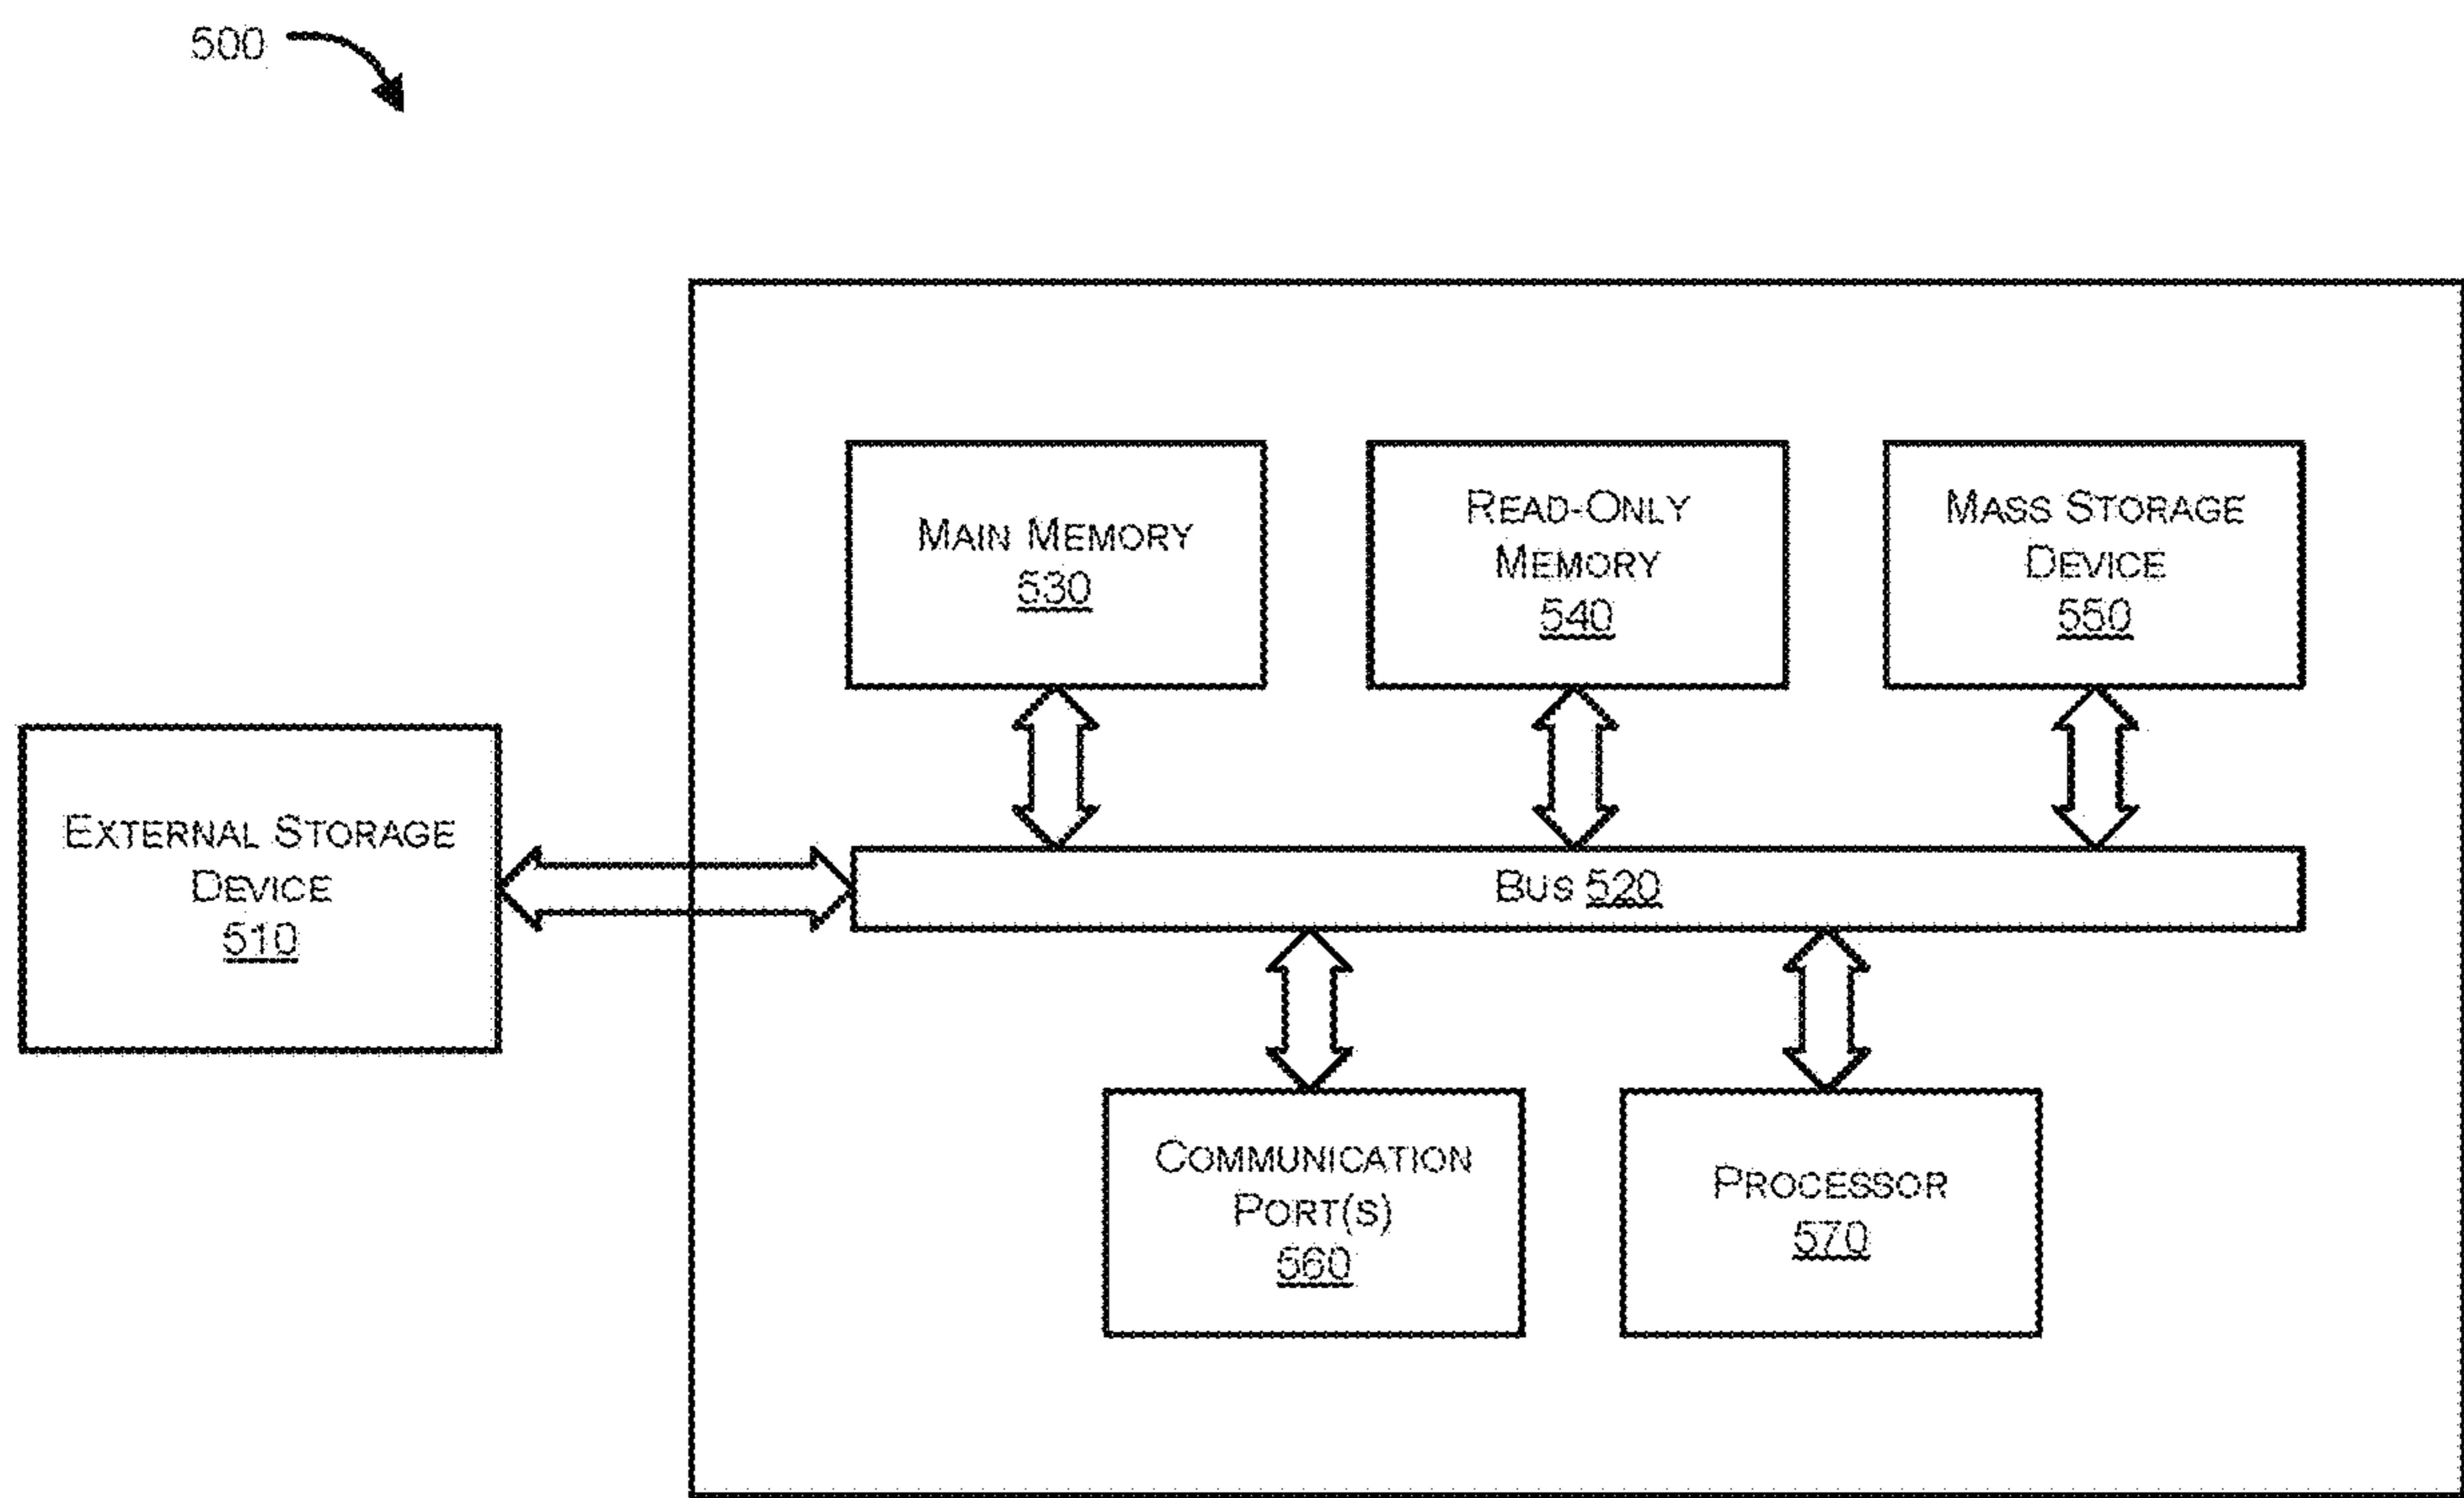 500
MAIN MEMORY
530
READ-ONLY
MEMORY
540
MASS STORAGE
DEVICE
550
EXTERNAL STORAGE
DEVICE
510
BUS 520
COMMUNICATION
PORT(S)
560
PROCESSOR
570